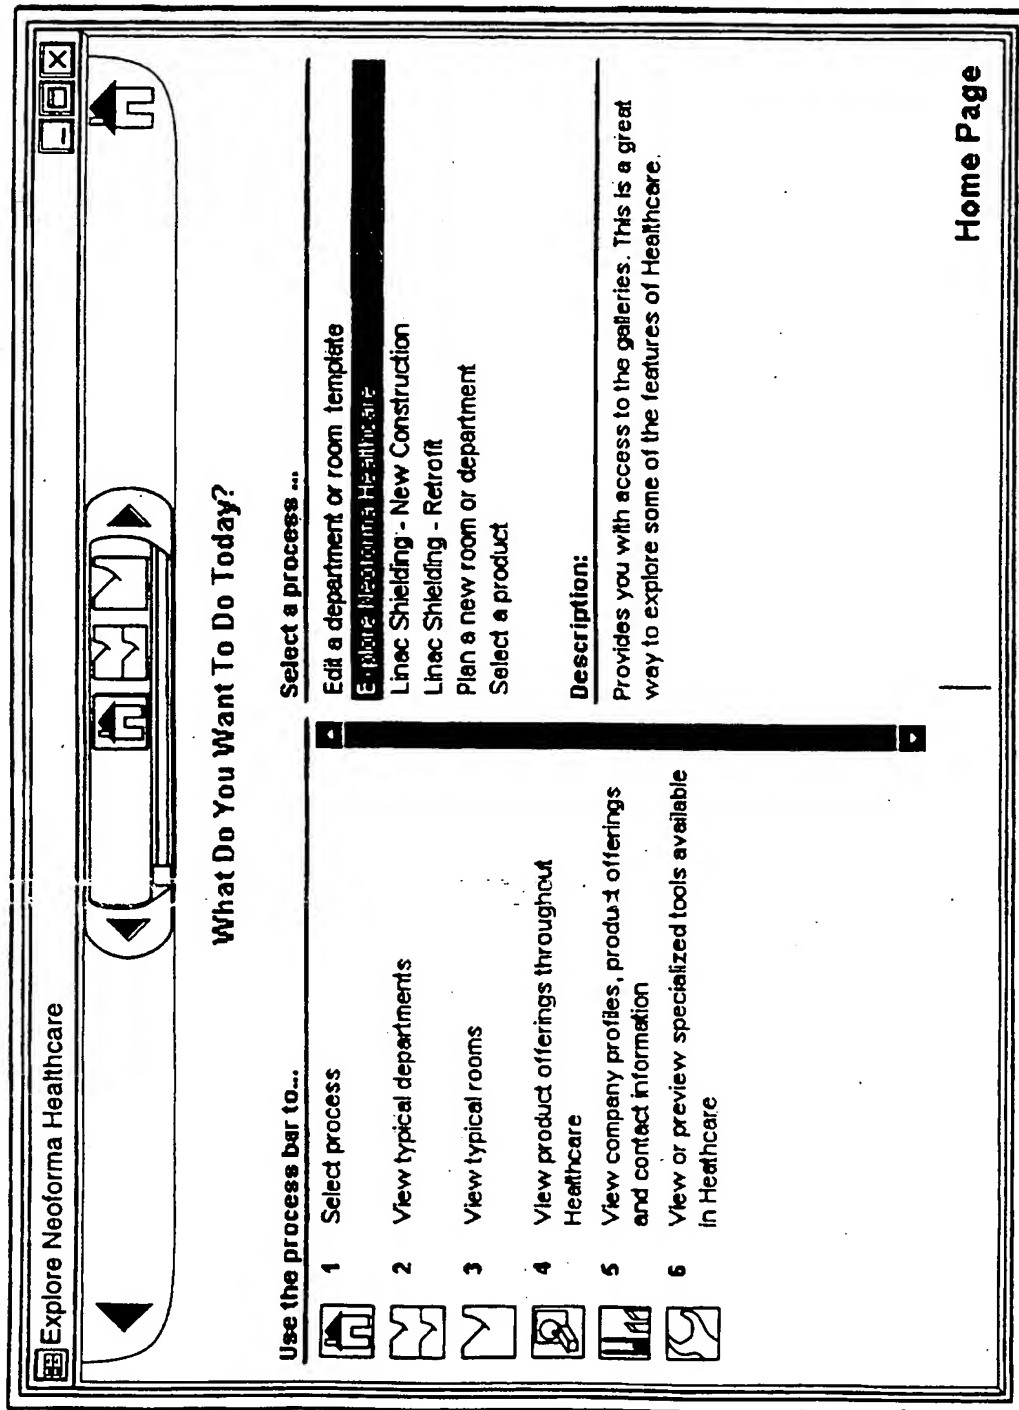 Explore Neoforma Healthcare
What Do You Want To Do Today?
Use the process bar to...
1 Select process
2 View typical departments
3 View typical rooms
4 View product offerings throughout
Healthcare
5 View company profiles, product offerings
and contact information
6 View or preview specialized tools available
in Heathcare
Select a process ...
Edit a department or room template
Explore Neoforma Healthcare
Linac Shielding - New Construction
Linac Shielding - Retrofit
Plan a new room or department
Select a product
Description:
Provides you with access to the galleries. This is a great
way to explore some of the features of Healthcare.
Home Page